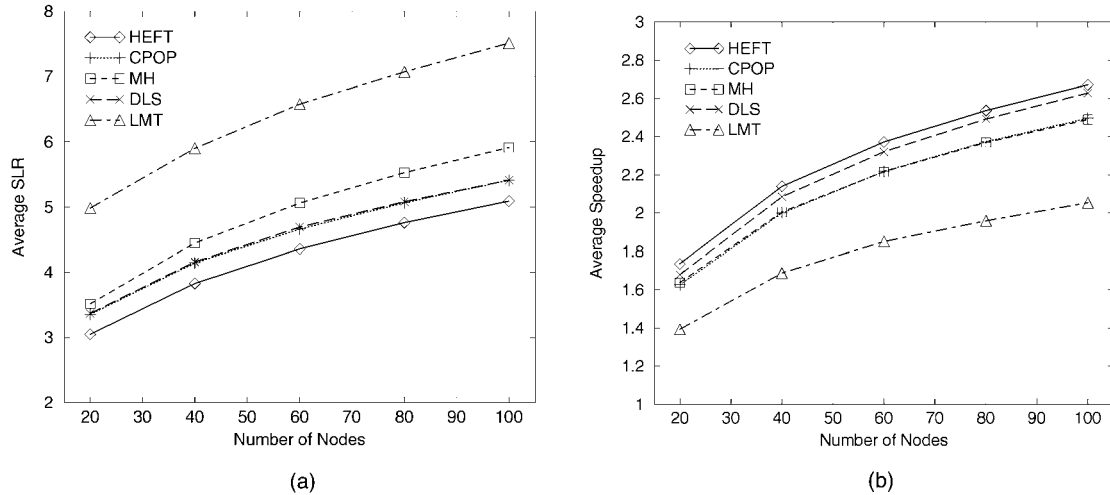 8
7
6
5
4
3
2
Average SLR
HEFT
CPOP
MH
DLS
LMT
20 30 40 50 60 70 80 90 100
Number of Nodes
(a)
3
2.8
2.6
2.4
2.2
2
1.8
1.6
1.4
1.2
1
Average Speedup
HEFT
CPOP
MH
DLS
LMT
20 30 40 50 60 70 80 90 100
Number of Nodes
(b)